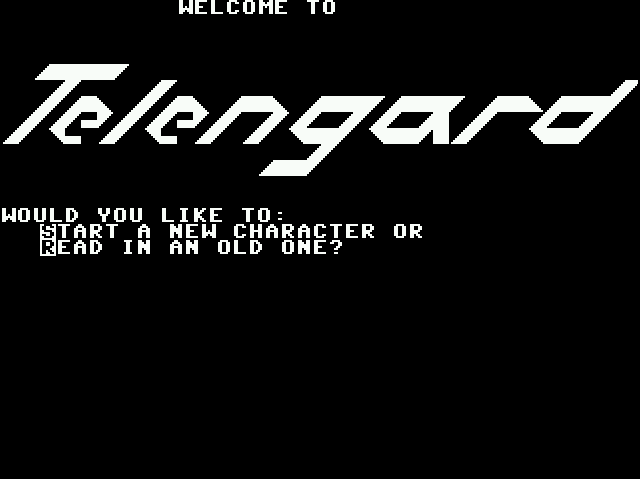 WELCOME TO
Telengard
WOULD YOU LIKE TO:
START A NEW CHARACTER OR
READ IN AN OLD ONE?